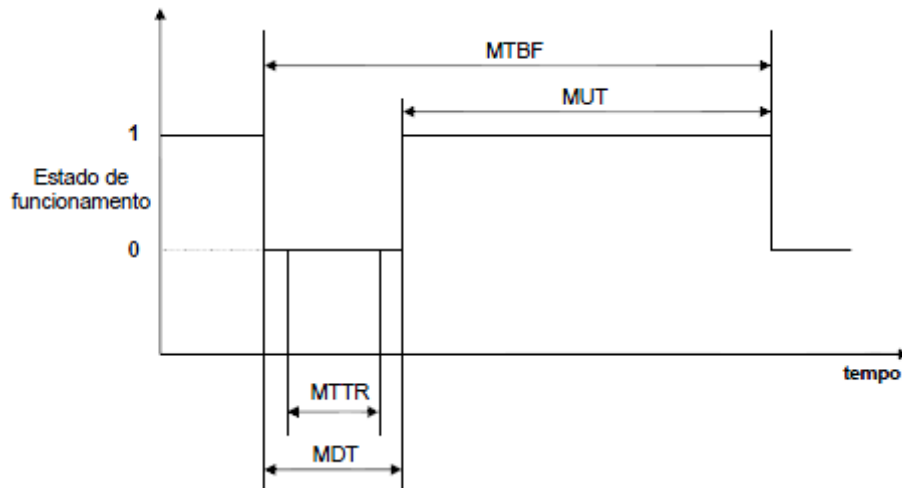 MTBF
MUT
1
Estado de
funcionamento
0
tempo
MTTR
MDT